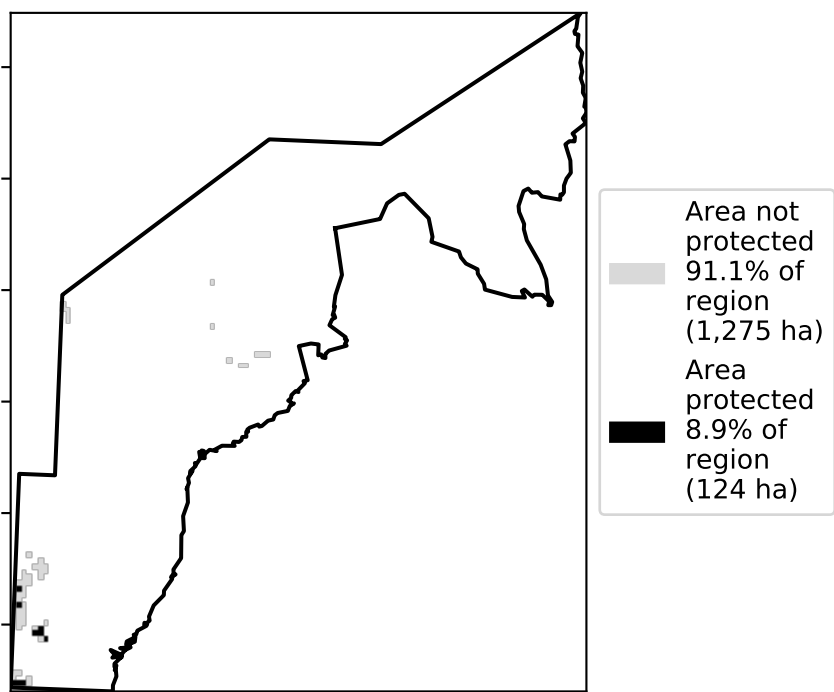 Area not
protected
91.1% of
region
(1,275 ha)
Area
protected
8.9% of
region
(124 ha)